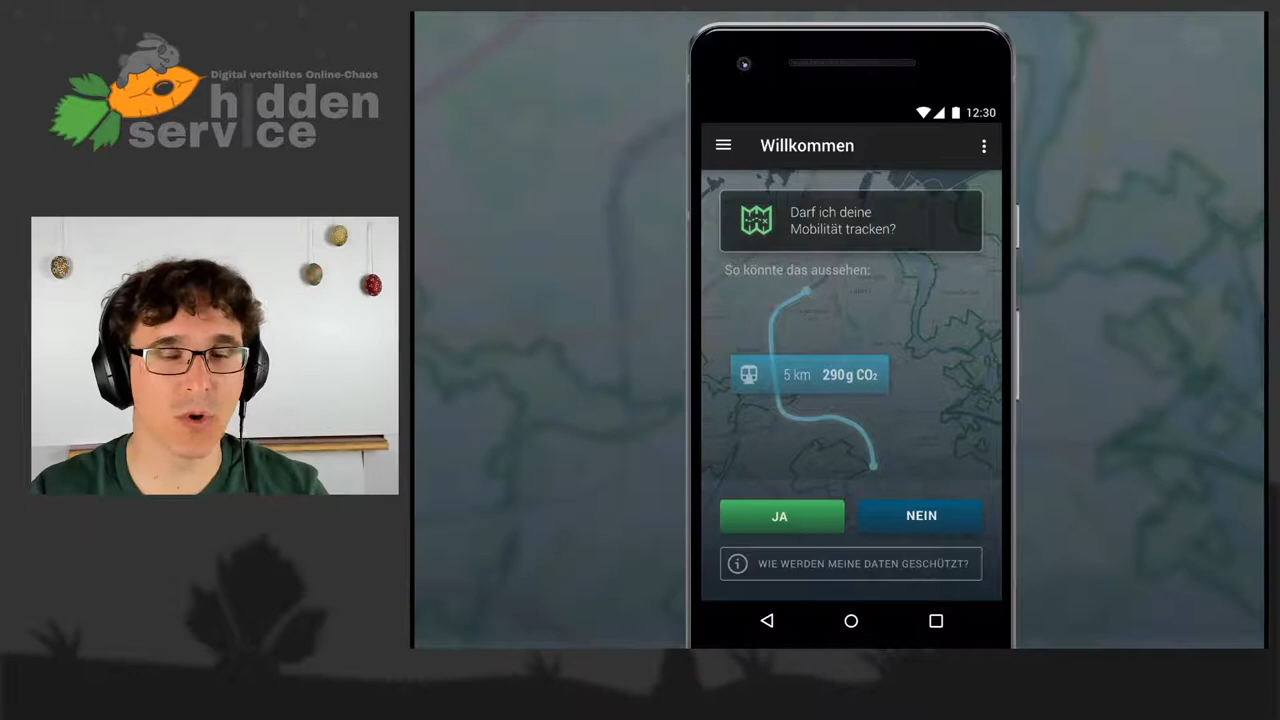 Digital verteiltes Online-Chaos
hidden
service
12:30
Willkommen
Darf ich deine
Mobilität tracken?
So könnte das aussehen:
5 km 290g CO₂
JA
NEIN
WIE WERDEN MEINE DATEN GESCHÜTZT?